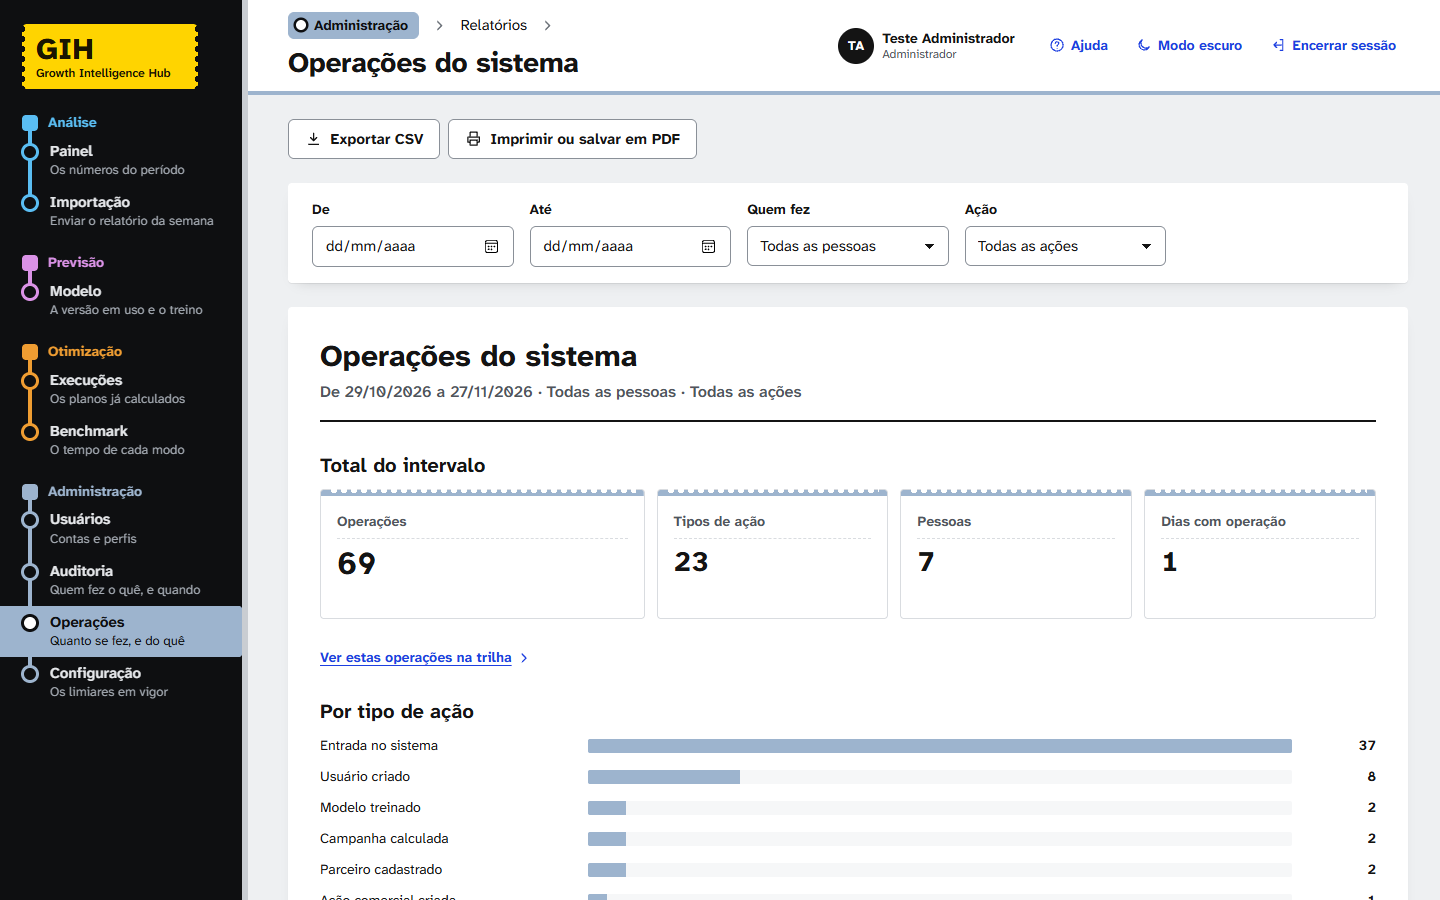 GIH
Growth Intelligence Hub
Análise
Painel
Os números do período
Importação
Enviar o relatório da semana
Previsão
Modelo
A versão em uso e o treino
Otimização
Execuções
Os planos já calculados
Benchmark
O tempo de cada modo
Administração
Usuários
Contas e perfis
Auditoria
Quem fez o quê, e quando
Operações
Quanto se fez, e do quê
Configuração
Os limiares em vigor
Administração Relatórios
Operações do sistema
TA
Teste Administrador
Administrador
Ajuda
Modo escuro
Encerrar sessão
Exportar CSV
Imprimir ou salvar em PDF
De Até Quem fez Ação
dd/mm/aaaa dd/mm/aaaa Todas as pessoas Todas as ações
Operações do sistema
De 29/10/2026 a 27/11/2026 · Todas as pessoas · Todas as ações
Total do intervalo
Operações
69
Tipos de ação
23
Pessoas
7
Dias com operação
1
Ver estas operações na trilha
Por tipo de ação
Entrada no sistema 37
Usuário criado 8
Modelo treinado 2
Campanha calculada 2
Parceiro cadastrado 2
Ação comercial criada 1